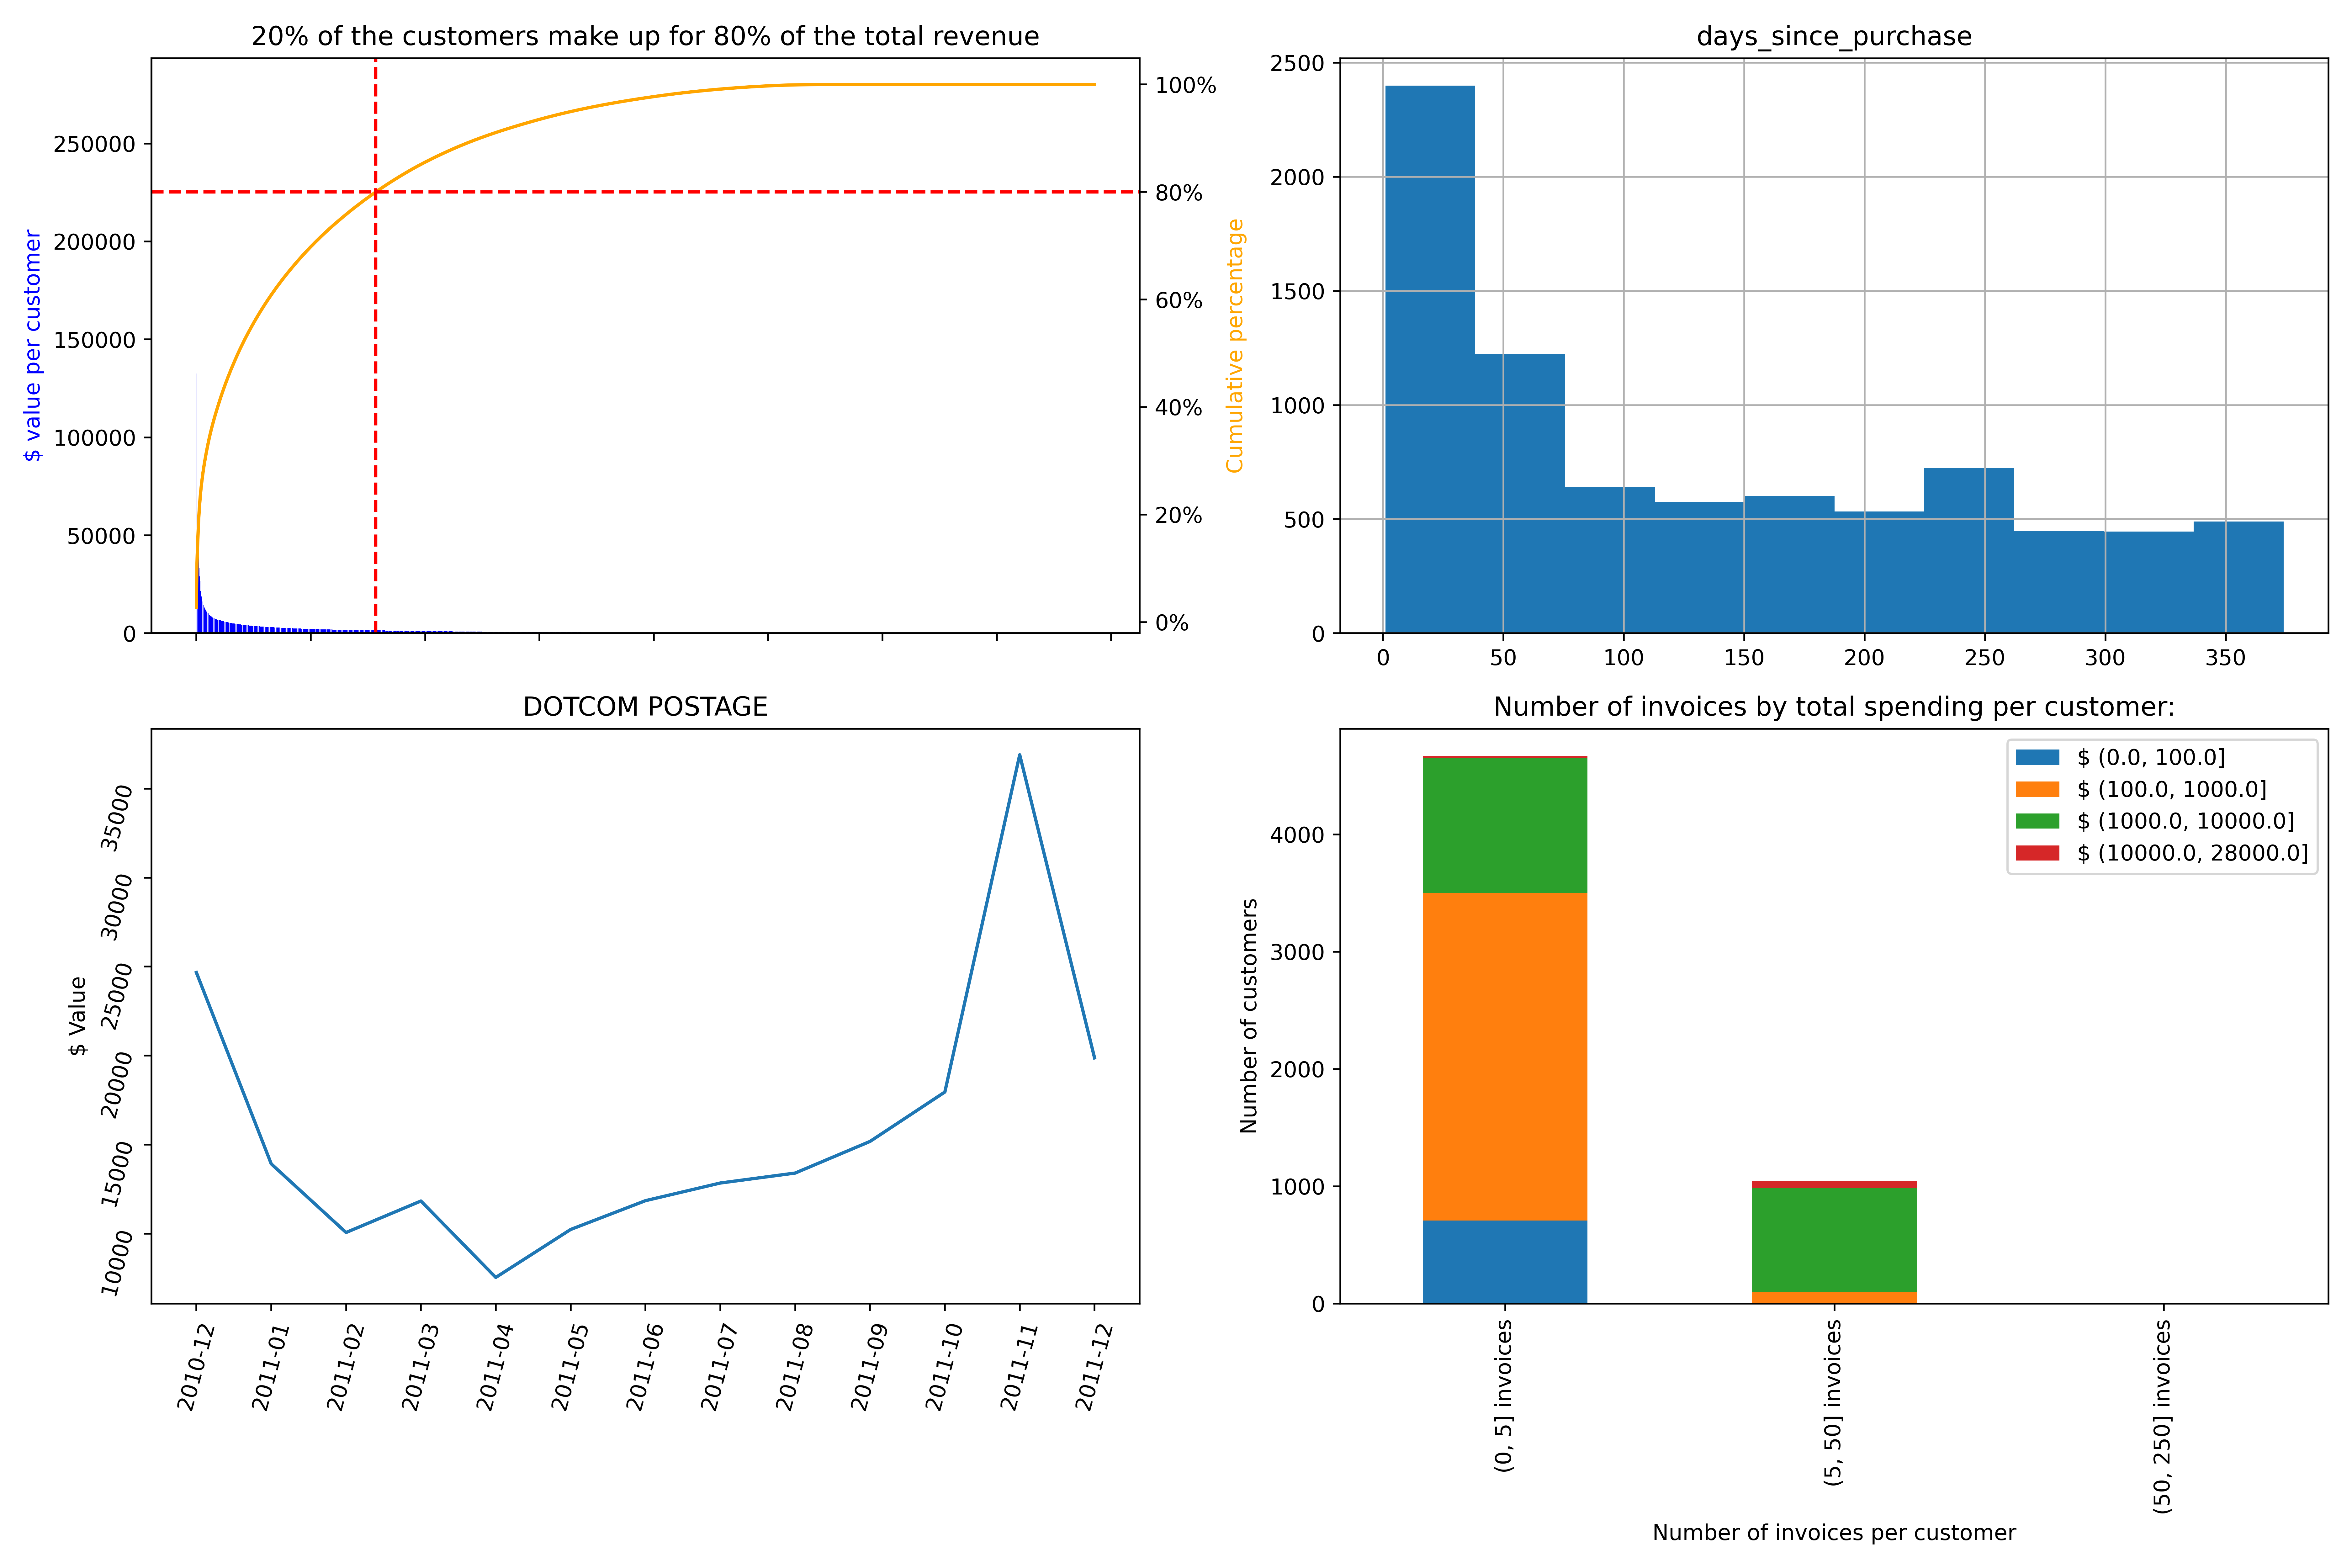 20% of the customers make up for 80% of the total revenue
$ value per customer
250000
200000
150000
100000
50000
0
100%
80%
60%
40%
20%
0%
Cumulative percentage
days_since_purchase
2500
2000
1500
1000
500
0
0 50 100 150 200 250 300 350
DOTCOM POSTAGE
$ Value
35000
30000
25000
20000
15000
10000
2010-12 2011-01 2011-02 2011-03 2011-04 2011-05 2011-06 2011-07 2011-08 2011-09 2011-10 2011-11 2011-12
Number of invoices by total spending per customer:
$ (0.0, 100.0]
$ (100.0, 1000.0]
$ (1000.0, 10000.0]
$ (10000.0, 28000.0]
Number of customers
4000
3000
2000
1000
0
(0, 5] invoices
(5, 50] invoices
(50, 250] invoices
Number of invoices per customer